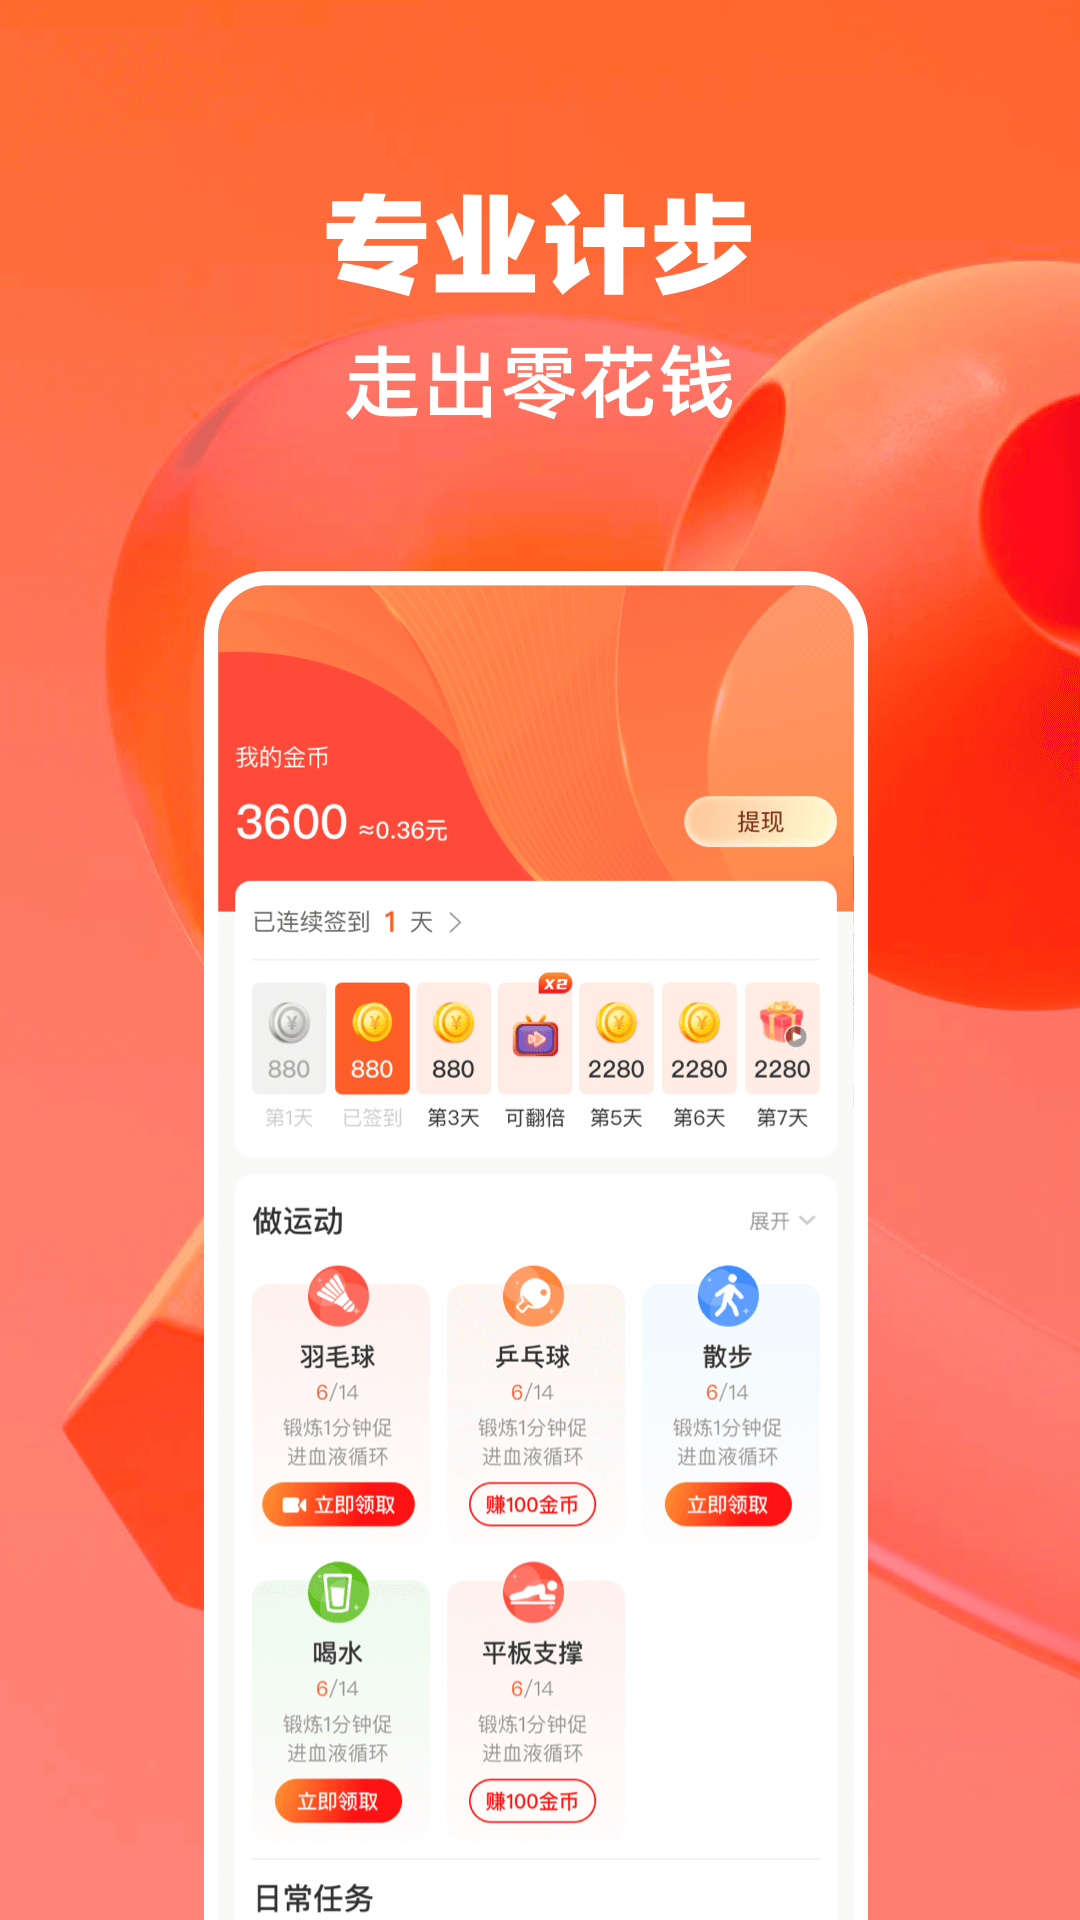 专业计步
走出零花钱
我的金币
3600 ≈0.36元
提现
已连续签到 1 天
X2
880 880 880 2280 2280 2280
第1天 已签到 第3天 可翻倍 第5天 第6天 第7天
做运动
展开
羽毛球 乒乓球 散步
6/14 6/14 6/14
锻炼1分钟促 锻炼1分钟促 锻炼1分钟促
进血液循环 进血液循环 进血液循环
立即领取 赚100金币 立即领取
喝水 平板支撑
6/14 6/14
锻炼1分钟促 锻炼1分钟促
进血液循环 进血液循环
立即领取 赚100金币
日常任务